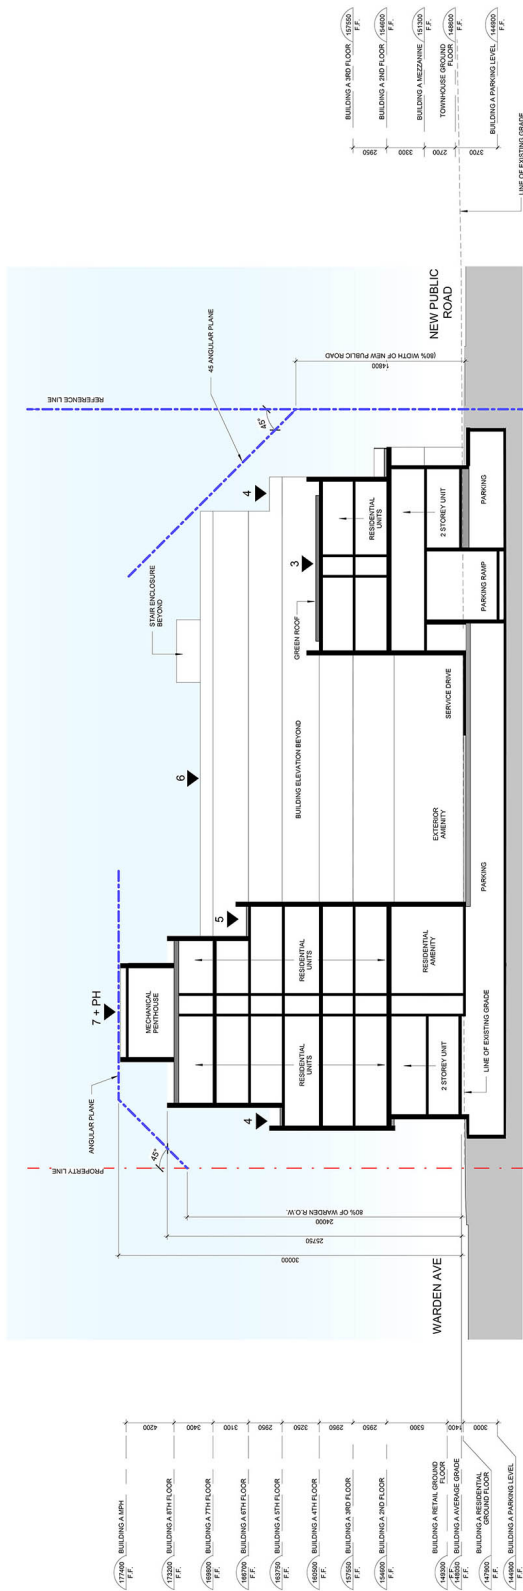 177400
F.F.
BUILDING A MPH
4200
173200
F.F.
BUILDING A 8TH FLOOR
3400
169800
F.F.
BUILDING A 7TH FLOOR
3100
166700
F.F.
BUILDING A 6TH FLOOR
2950
163750
F.F.
BUILDING A 5TH FLOOR
3250
160500
F.F.
BUILDING A 4TH FLOOR
2950
157550
F.F.
BUILDING A 3RD FLOOR
2950
154600
F.F.
BUILDING A 2ND FLOOR
5300
149300
F.F.
BUILDING A RETAIL GROUND
FLOOR
1400
148050
F.F.
BUILDING A AVERAGE GRADE
147900
F.F.
BUILDING A RESIDENTIAL
GROUND FLOOR
3000
144900
F.F.
BUILDING A PARKING LEVEL
WARDEN AVE
30000
25750
24000
80% OF WARDEN R.O.W.
PROPERTY LINE
45°
ANGULAR PLANE
7 + PH
MECHANICAL
PENTHOUSE
4
5
6
RESIDENTIAL
UNITS
RESIDENTIAL
UNITS
2 STOREY UNIT
RESIDENTIAL
AMENITY
LINE OF EXISTING GRADE
PARKING
EXTERIOR
AMENITY
SERVICE DRIVE
BUILDING ELEVATION BEYOND
STAIR ENCLOSURE
BEYOND
GREEN ROOF
3
4
RESIDENTIAL
UNITS
2 STOREY UNIT
PARKING RAMP
PARKING
45 ANGULAR PLANE
45°
REFERENCE LINE
14800
(80% WIDTH OF NEW PUBLIC ROAD)
NEW PUBLIC
ROAD
LINE OF EXISTING GRADE
BUILDING A 3RD FLOOR
157550
F.F.
2950
BUILDING A 2ND FLOOR
154600
F.F.
3300
BUILDING A MEZZANINE
151300
F.F.
2700
TOWNHOUSE GROUND
FLOOR
148600
F.F.
3700
BUILDING A PARKING LEVEL
144900
F.F.